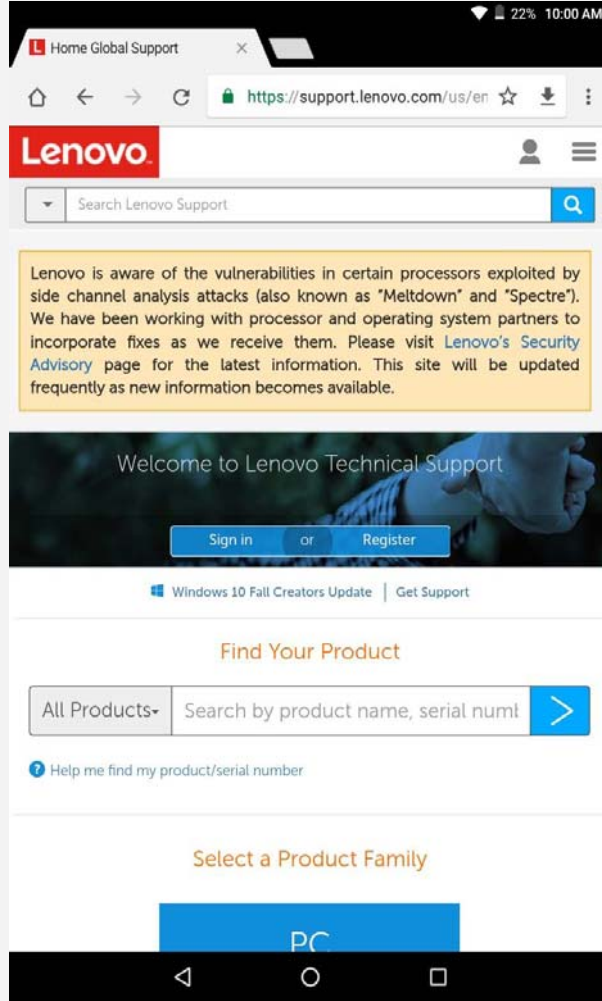 22% 10:00 AM
L Home Global Support
https://support.lenovo.com/us/en
Lenovo
Search Lenovo Support
Lenovo is aware of the vulnerabilities in certain processors exploited by
side channel analysis attacks (also known as "Meltdown" and "Spectre").
We have been working with processor and operating system partners to
incorporate fixes as we receive them. Please visit Lenovo's Security
Advisory page for the latest information. This site will be updated
frequently as new information becomes available.
Welcome to Lenovo Technical Support
Sign in or Register
Windows 10 Fall Creators Update | Get Support
Find Your Product
All Products Search by product name, serial numb
? Help me find my product/serial number
Select a Product Family
PC